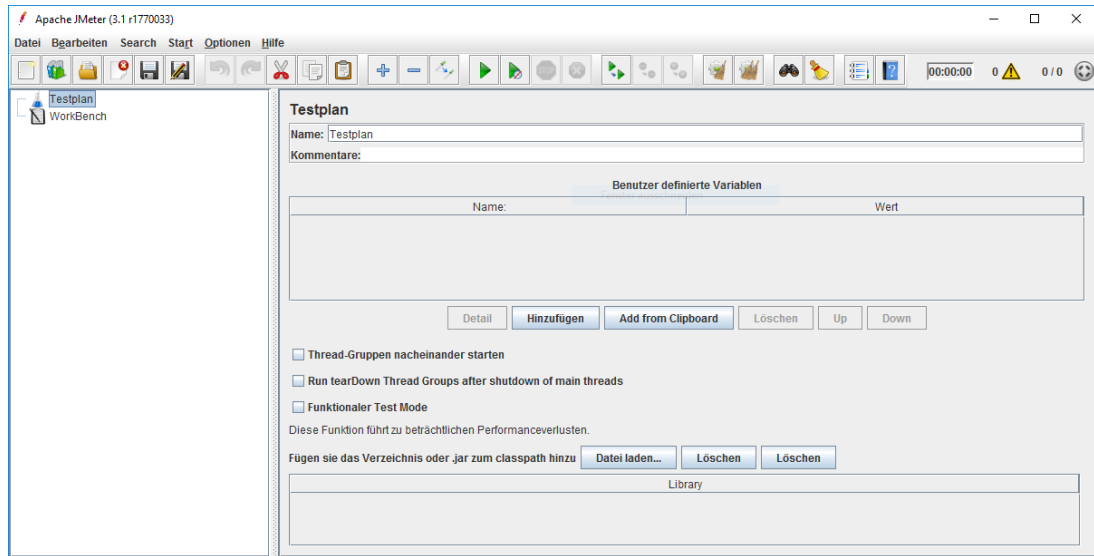 Apache JMeter (3.1 r1770033)
Datei Bearbeiten Search Start Optionen Hilfe
00:00:00 0 0 / 0
Testplan
WorkBench
Testplan
Name: Testplan
Kommentare:
Benutzer definierte Variablen
Name: Wert
Detail Hinzufügen Add from Clipboard Löschen Up Down
Thread-Gruppen nacheinander starten
Run tearDown Thread Groups after shutdown of main threads
Funktionaler Test Mode
Diese Funktion führt zu beträchtlichen Performanceverlusten.
Fügen sie das Verzeichnis oder .jar zum classpath hinzu Datei laden... Löschen Löschen
Library